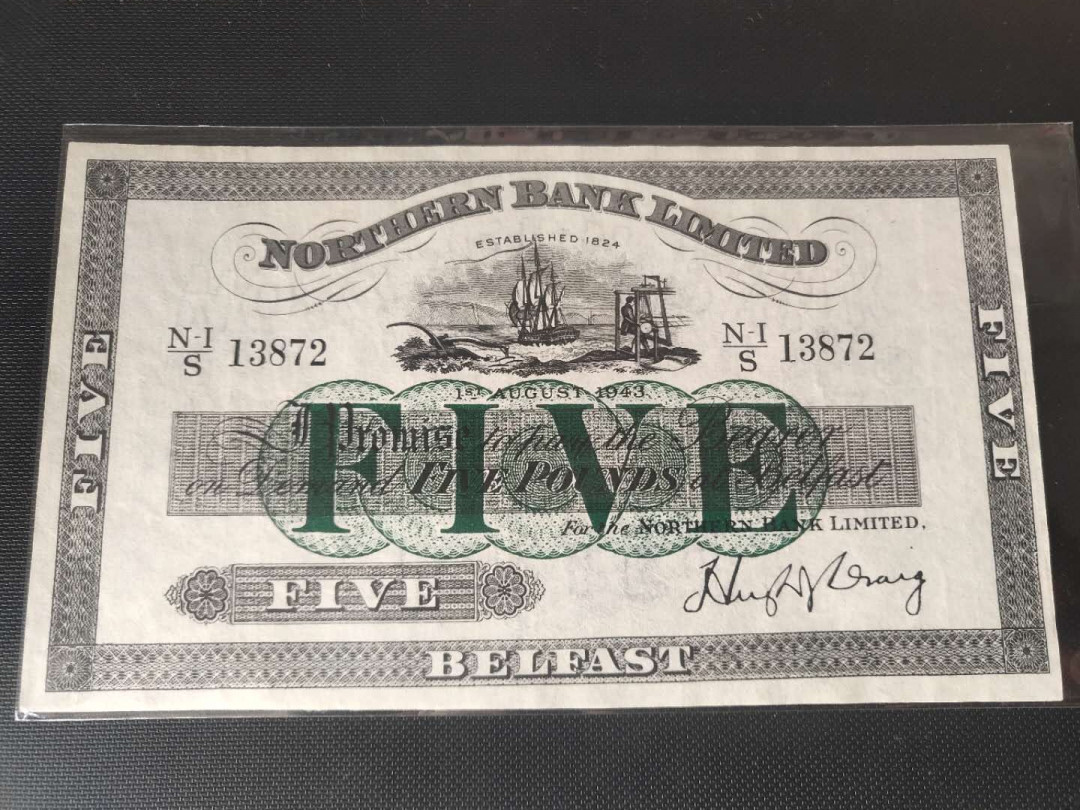 NORTHERN BANK LIMITED
ESTABLISHED 1824
N-I/S 13872
N-I/S 13872
1ST AUGUST 1943
FIVE
I Promise to pay the Bearer
on Demand FIVE POUNDS at Belfast
For the NORTHERN BANK LIMITED.
FIVE
FIVE
FIVE
BELFAST